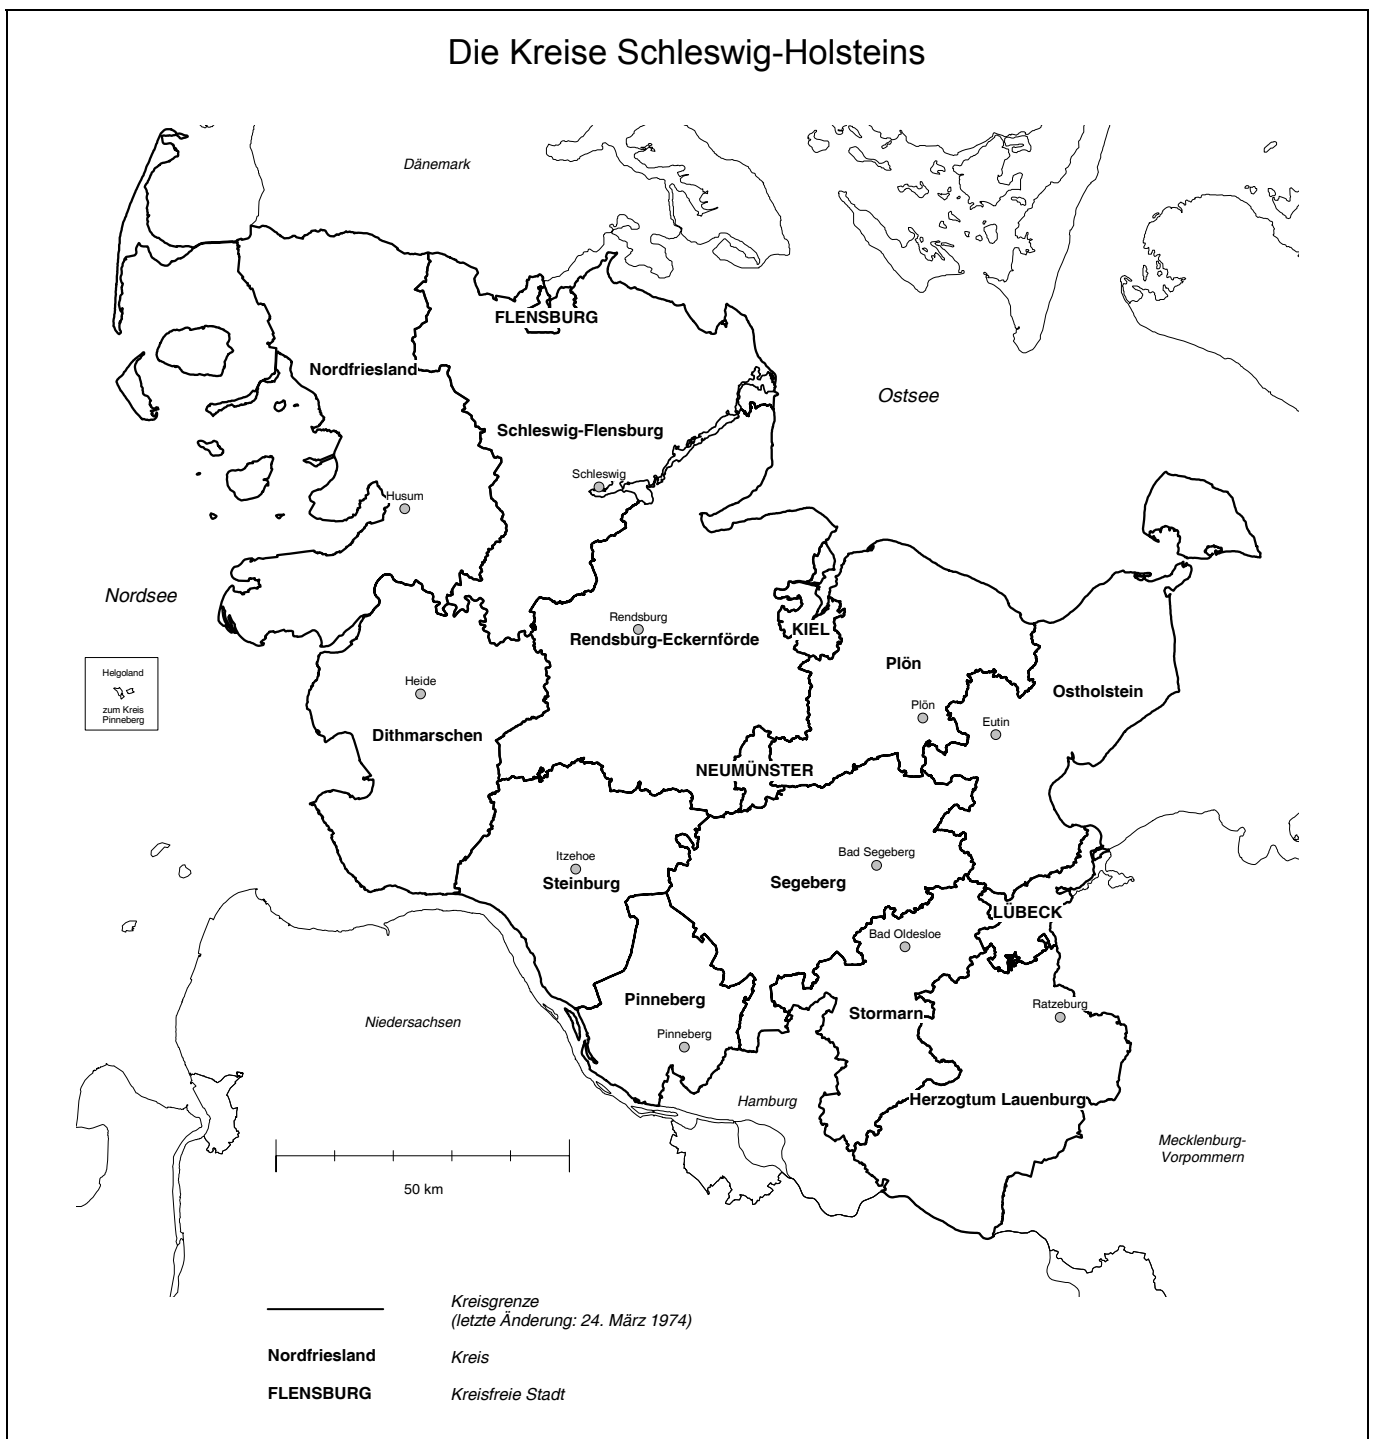 Die Kreise Schleswig-Holsteins
Dänemark
FLENSBURG
Nordfriesland
Ostsee
Schleswig-Flensburg
Schleswig
Husum
Nordsee
Rendsburg
Rendsburg-Eckernförde
KIEL
Plön
Helgoland
zum Kreis
Pinneberg
Heide
Ostholstein
Plön
Eutin
Dithmarschen
NEUMÜNSTER
Itzehoe
Steinburg
Bad Segeberg
Segeberg
LÜBECK
Bad Oldesloe
Pinneberg
Ratzeburg
Stormarn
Niedersachsen
Pinneberg
Hamburg
Herzogtum Lauenburg
Mecklenburg-
Vorpommern
50 km
Kreisgrenze
(letzte Änderung: 24. März 1974)
Nordfriesland Kreis
FLENSBURG Kreisfreie Stadt